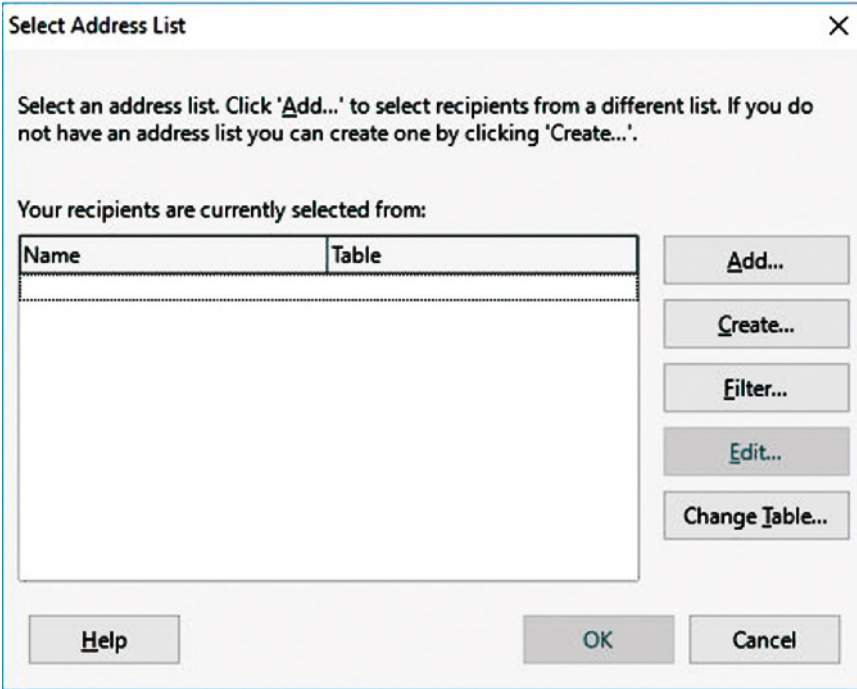 Select Address List
Select an address list. Click 'Add...' to select recipients from a different list. If you do
not have an address list you can create one by clicking 'Create...'.
Your recipients are currently selected from:
Name Table
Add...
Create...
Filter...
Edit...
Change Table...
Help OK Cancel